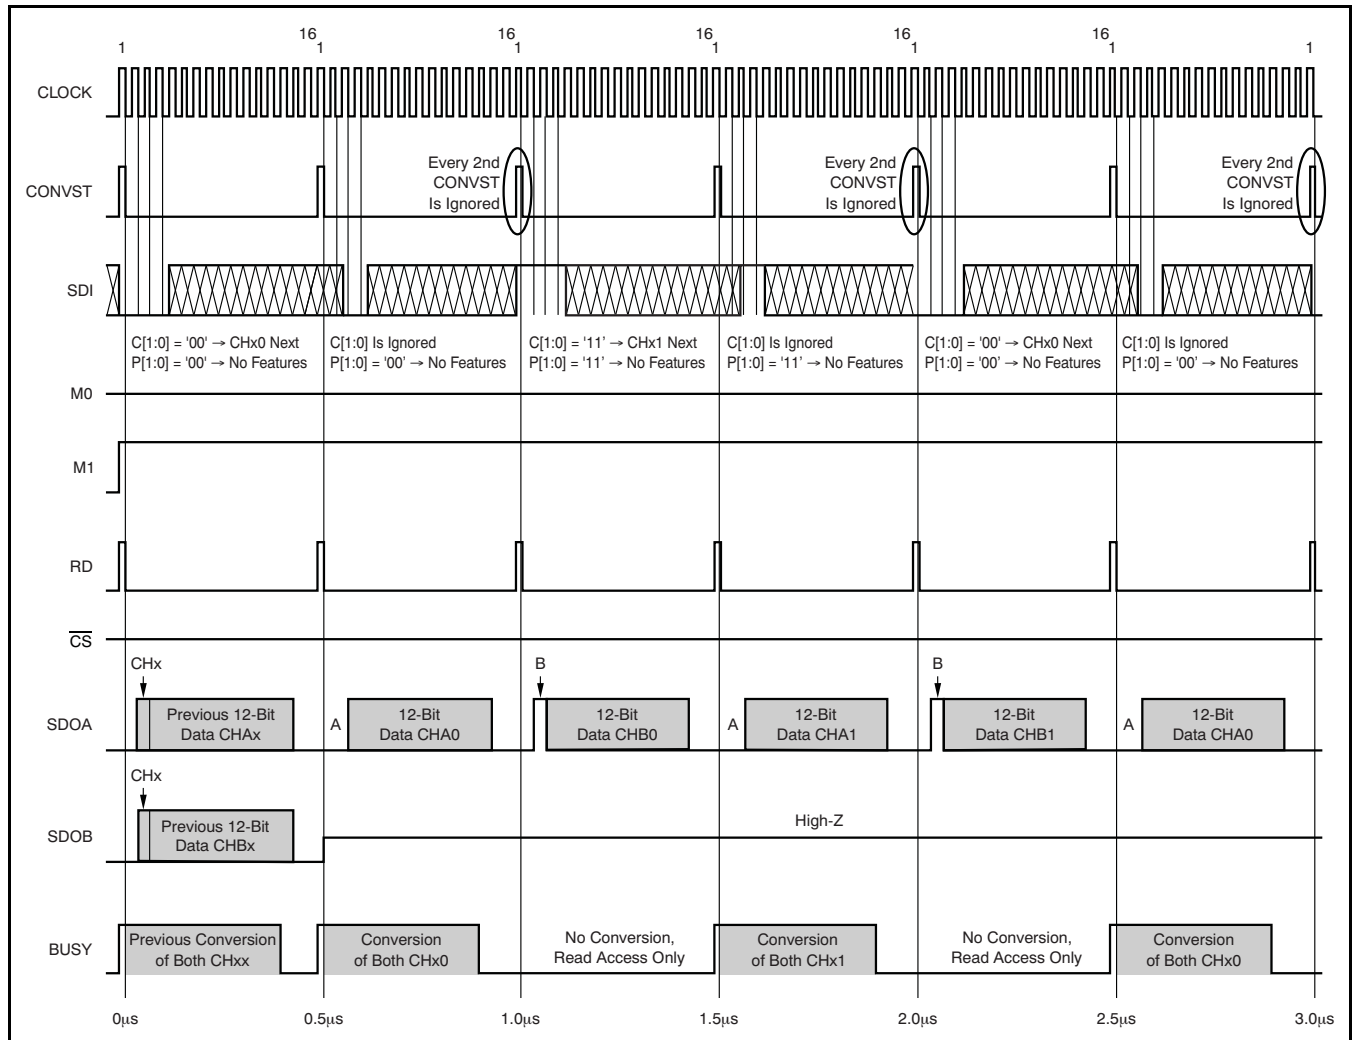 1 16 1 16 1 16 1 16 1 16 1 1
CLOCK
CONVST
Every 2nd
CONVST
Is Ignored
Every 2nd
CONVST
Is Ignored
Every 2nd
CONVST
Is Ignored
SDI
C[1:0] = '00' → CHx0 Next
P[1:0] = '00' → No Features
C[1:0] Is Ignored
P[1:0] = '00' → No Features
C[1:0] = '11' → CHx1 Next
P[1:0] = '11' → No Features
C[1:0] Is Ignored
P[1:0] = '11' → No Features
C[1:0] = '00' → CHx0 Next
P[1:0] = '00' → No Features
C[1:0] Is Ignored
P[1:0] = '00' → No Features
M0
M1
RD
CS
CHx
B
B
SDOA
Previous 12-Bit
Data CHAx
A
12-Bit
Data CHA0
12-Bit
Data CHB0
A
12-Bit
Data CHA1
12-Bit
Data CHB1
A
12-Bit
Data CHA0
CHx
SDOB
Previous 12-Bit
Data CHBx
High-Z
BUSY
Previous Conversion
of Both CHxx
Conversion
of Both CHx0
No Conversion,
Read Access Only
Conversion
of Both CHx1
No Conversion,
Read Access Only
Conversion
of Both CHx0
0µs 0.5µs 1.0µs 1.5µs 2.0µs 2.5µs 3.0µs